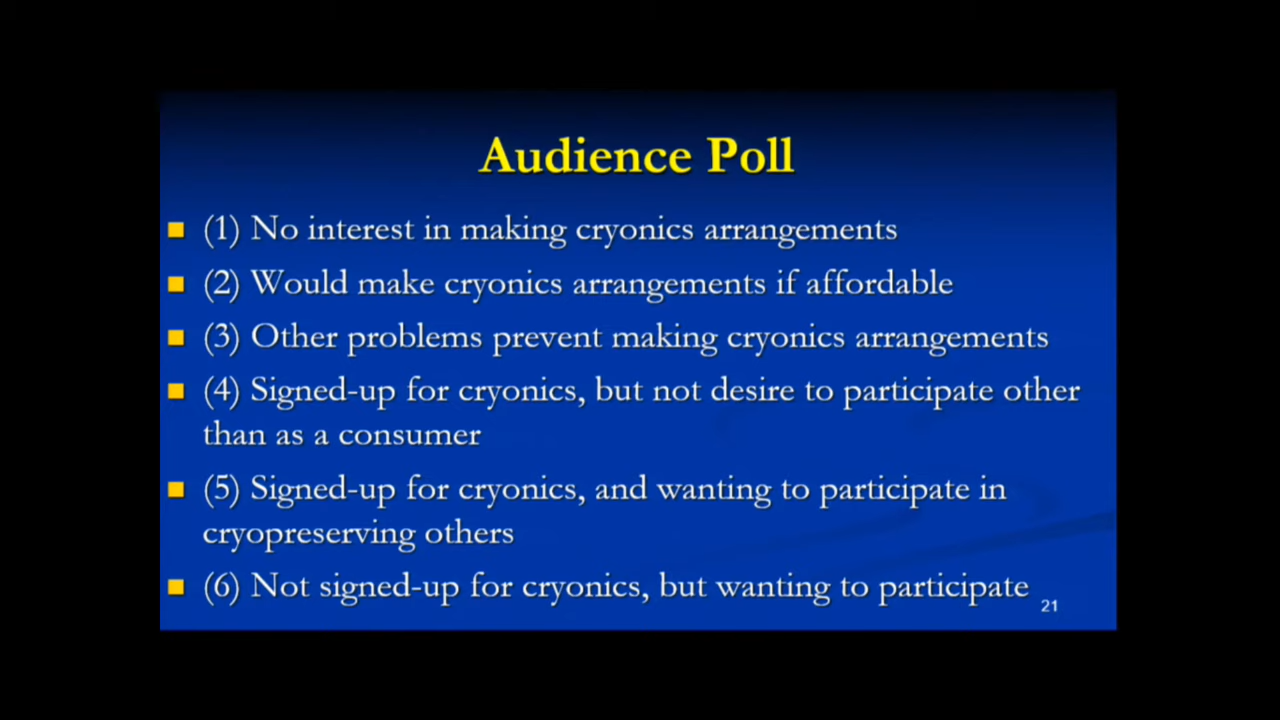 Audience Poll
(1) No interest in making cryonics arrangements
(2) Would make cryonics arrangements if affordable
(3) Other problems prevent making cryonics arrangements
(4) Signed-up for cryonics, but not desire to participate other
than as a consumer
(5) Signed-up for cryonics, and wanting to participate in
cryopreserving others
(6) Not signed-up for cryonics, but wanting to participate
21